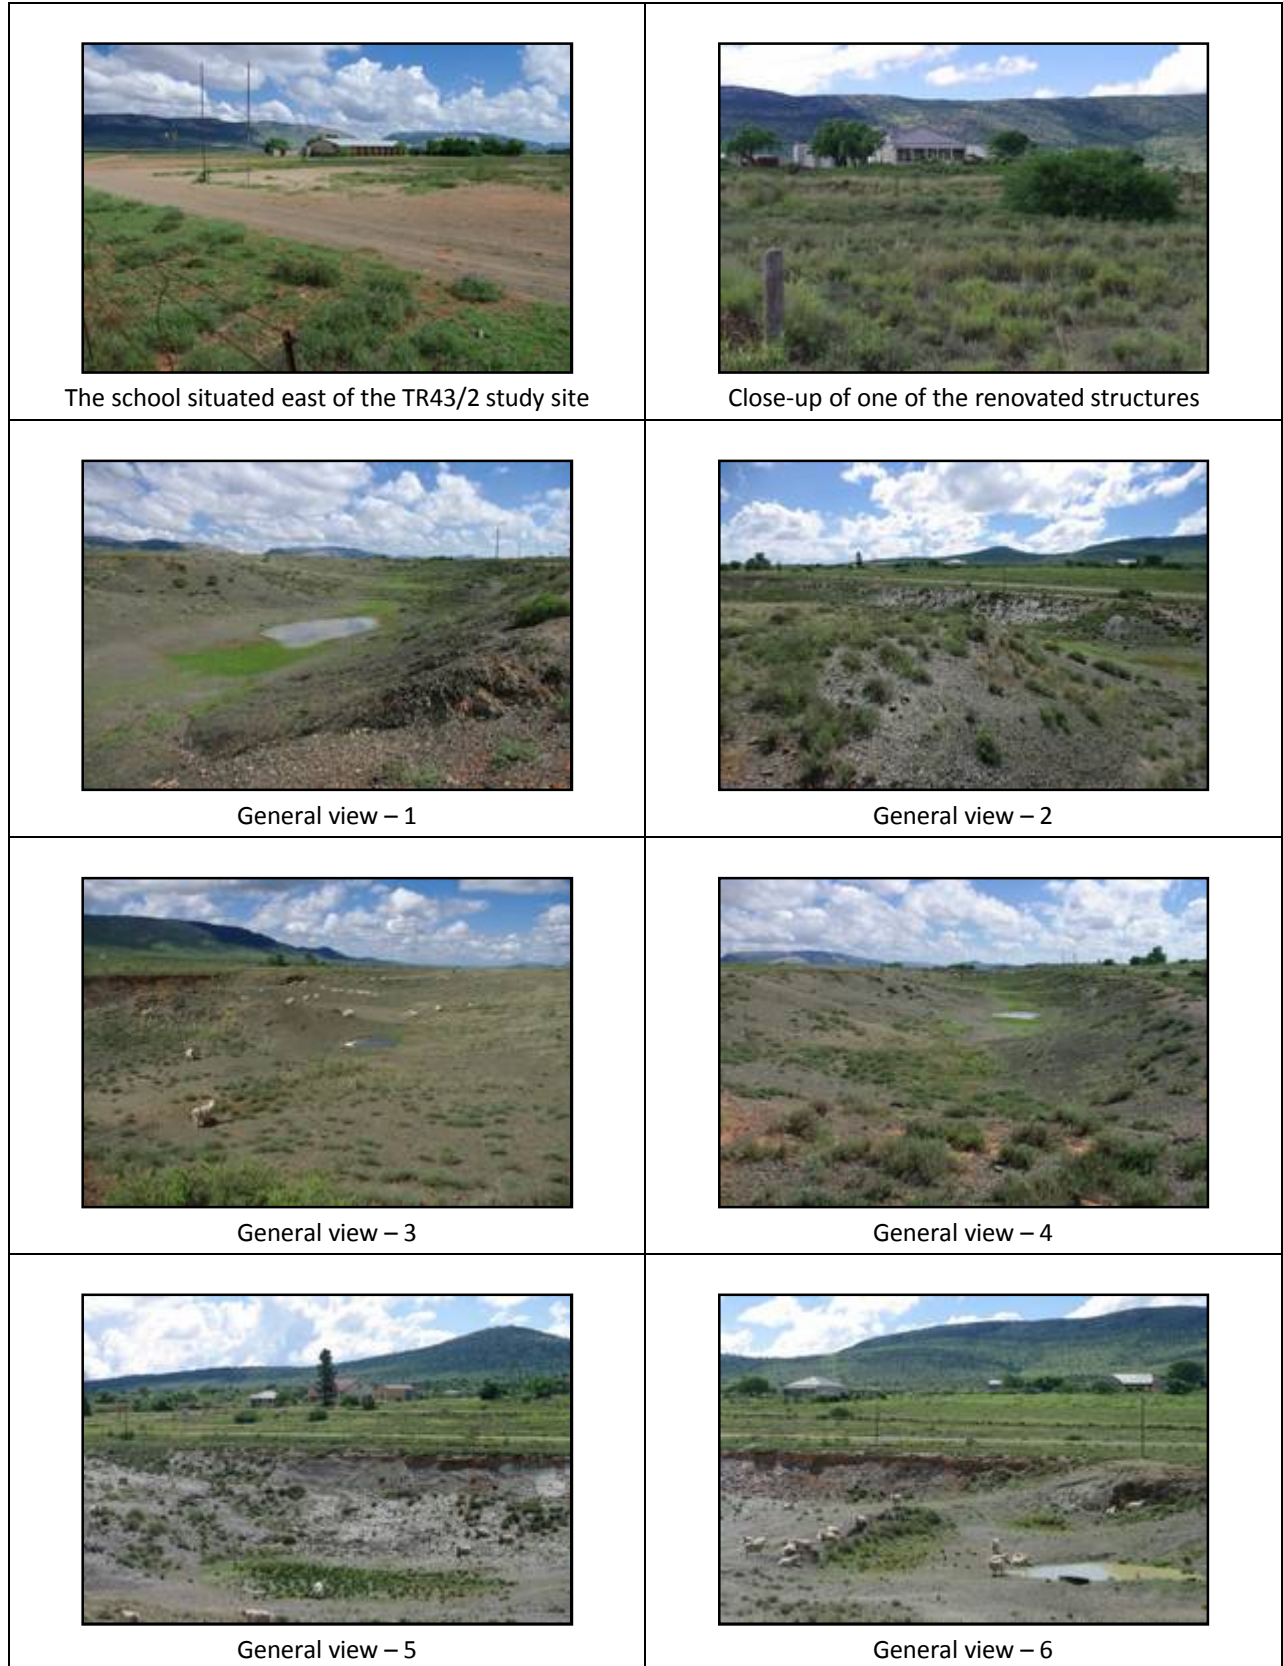 The school situated east of the TR43/2 study site
Close-up of one of the renovated structures
General view – 1
General view – 2
General view – 3
General view – 4
General view – 5
General view – 6